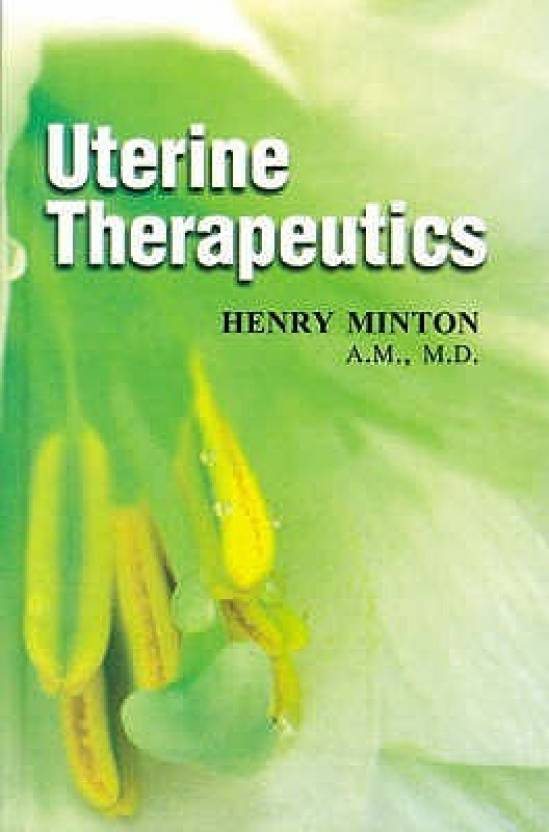 Uterine
Therapeutics
HENRY MINTON
A.M., M.D.